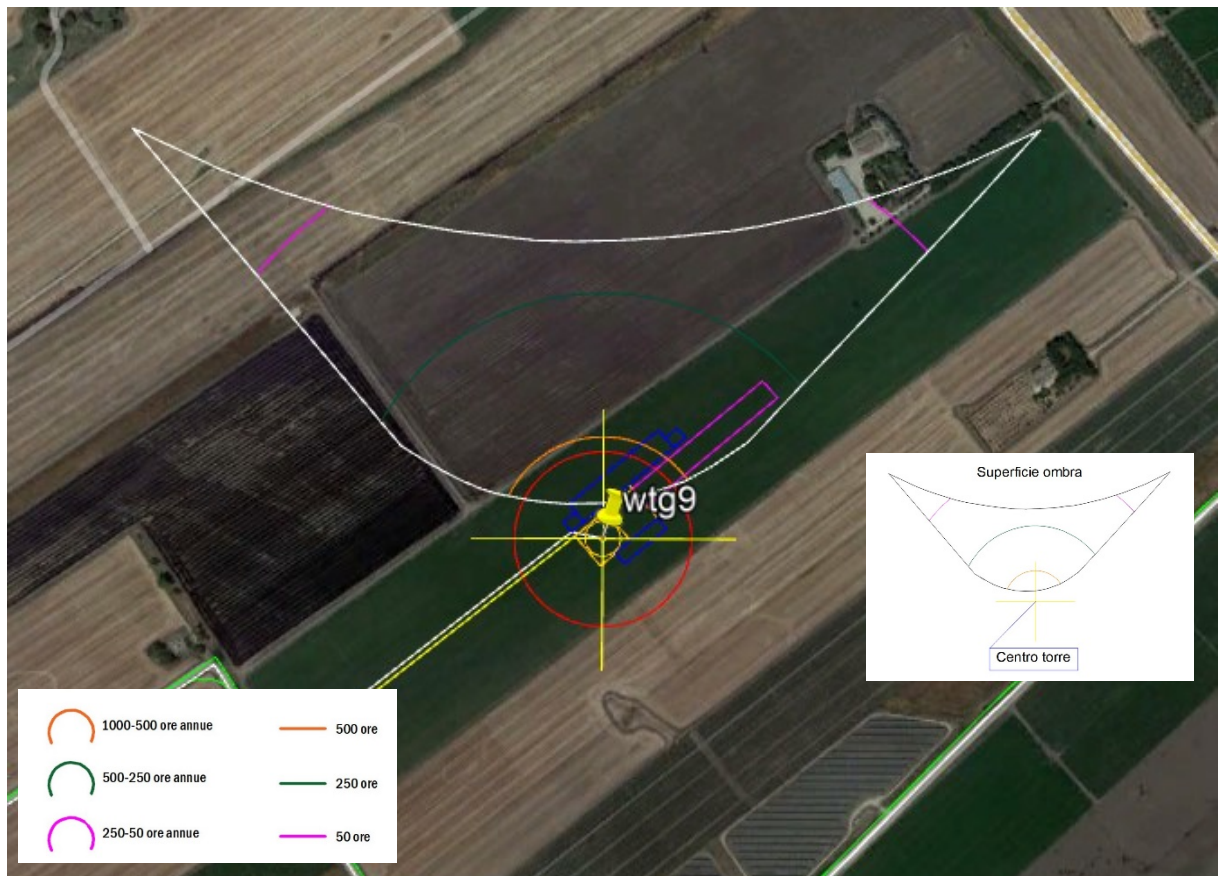 wtg9
Superficie ombra
Centro torre
1000-500 ore annue
500 ore
500-250 ore annue
250 ore
250-50 ore annue
50 ore